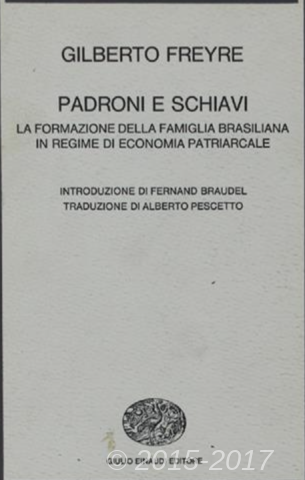 GILBERTO FREYRE
PADRONI E SCHIAVI
LA FORMAZIONE DELLA FAMIGLIA BRASILIANA
IN REGIME DI ECONOMIA PATRIARCALE
INTRODUZIONE DI FERNAND BRAUDEL
TRADUZIONE DI ALBERTO PESCETTO
GIULIO EINAUDI EDITORE
© 2015-2017